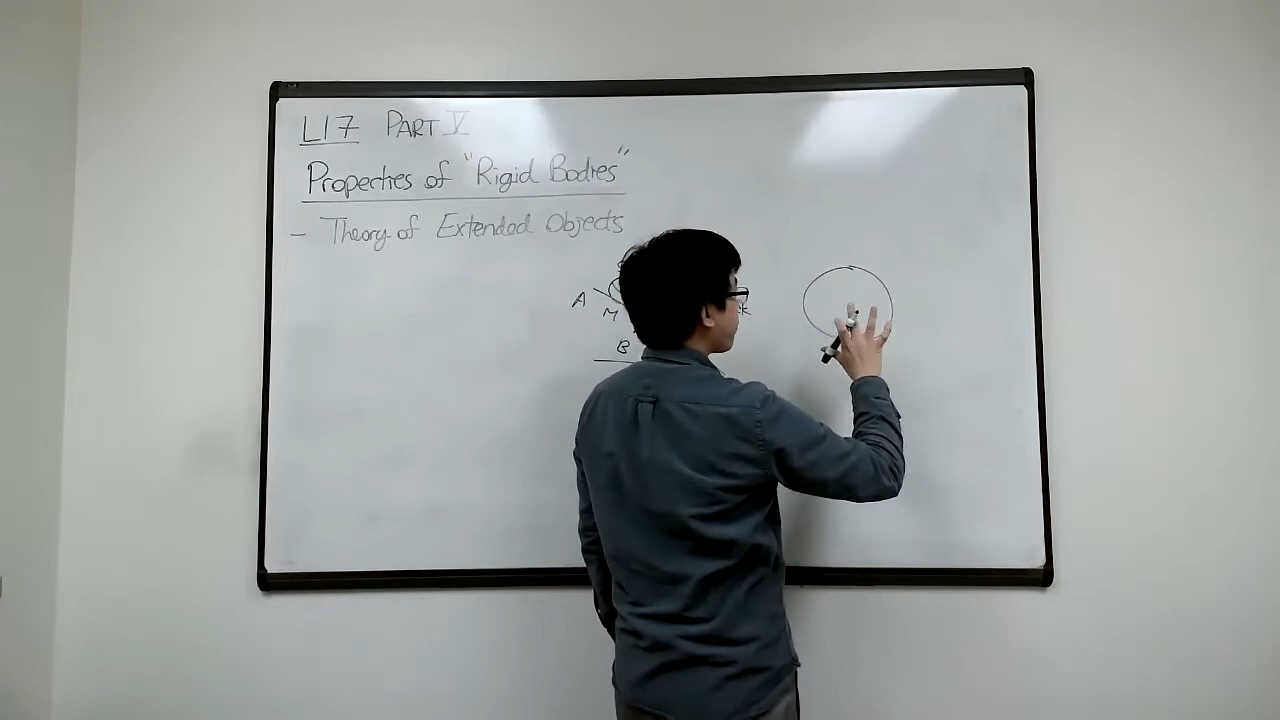 L17 PART V
Properties of "Rigid Bodies"
- Theory of Extended Objects
A
M
B